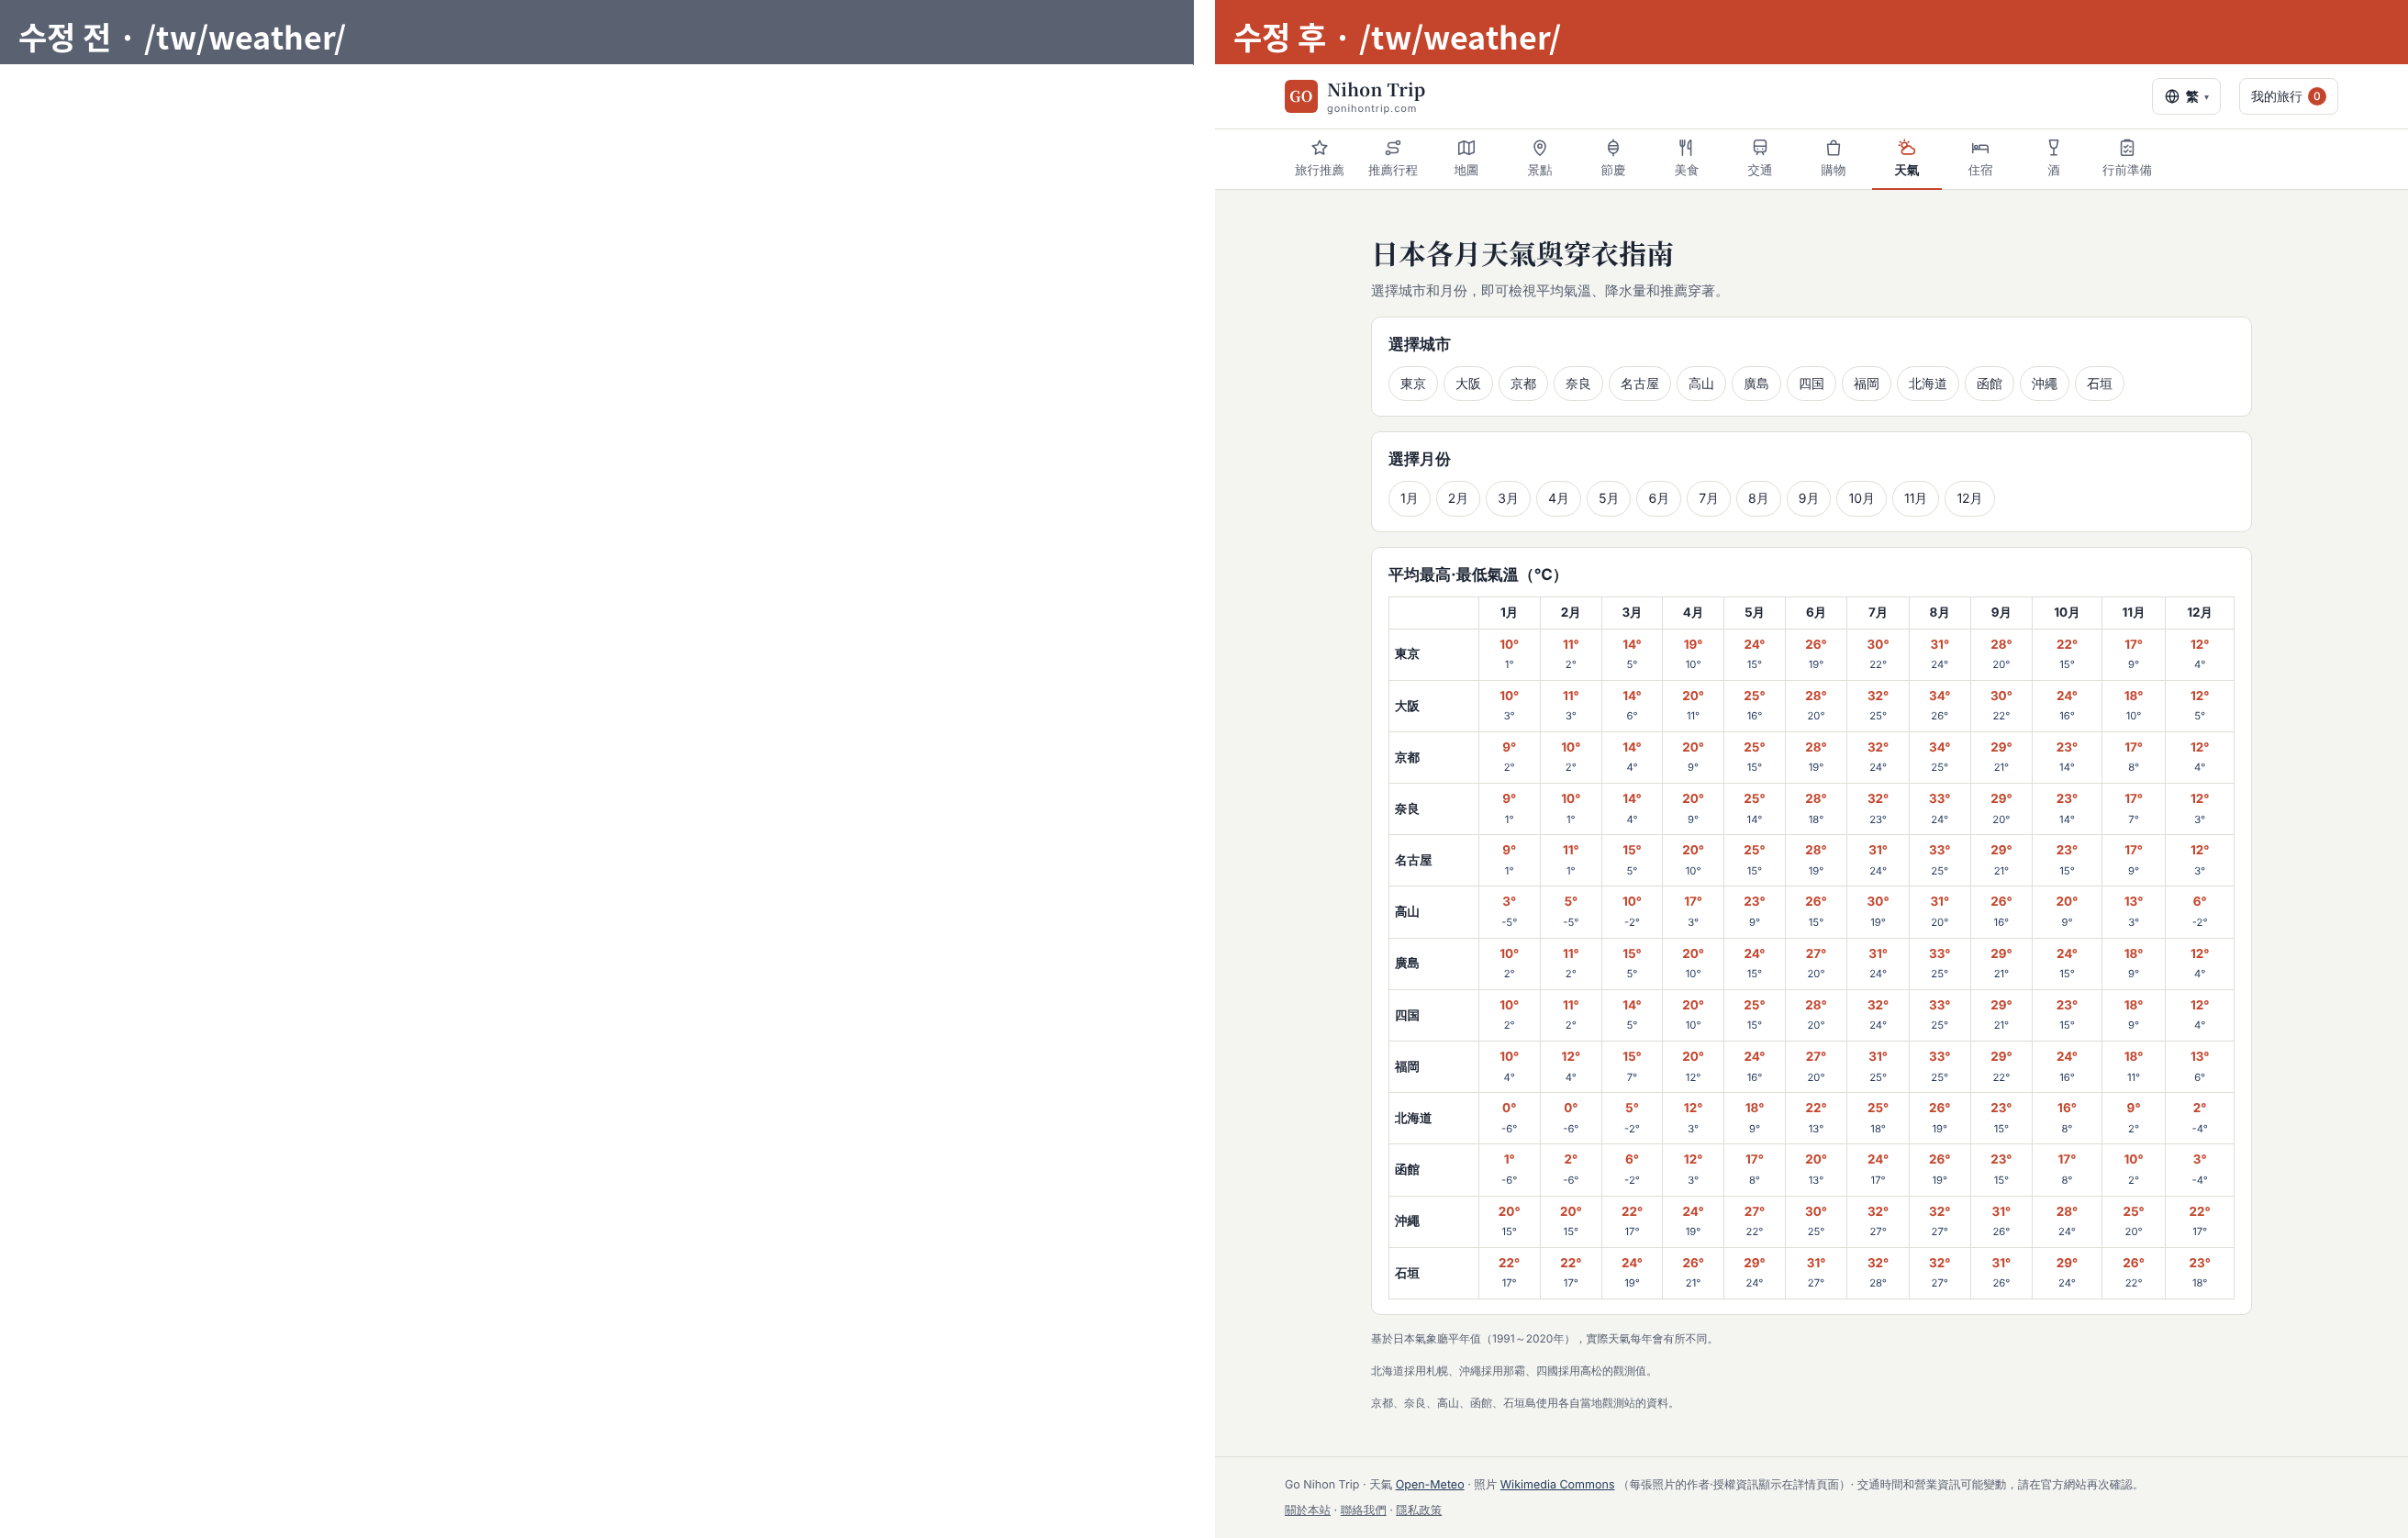 수정 전 · /tw/weather/
수정 후 · /tw/weather/
GO Nihon Trip
gonihontrip.com
繁 ▾
我的旅行 0
旅行推薦 推薦行程 地圖 景點 節慶 美食 交通 購物 天氣 住宿 酒 行前準備
日本各月天氣與穿衣指南
選擇城市和月份，即可檢視平均氣溫、降水量和推薦穿著。
選擇城市
東京 大阪 京都 奈良 名古屋 高山 廣島 四国 福岡 北海道 函館 沖繩 石垣
選擇月份
1月 2月 3月 4月 5月 6月 7月 8月 9月 10月 11月 12月
平均最高·最低氣溫（°C）
1月 2月 3月 4月 5月 6月 7月 8月 9月 10月 11月 12月
東京
10° 11° 14° 19° 24° 26° 30° 31° 28° 22° 17° 12°
1° 2° 5° 10° 15° 19° 22° 24° 20° 15° 9° 4°
大阪
10° 11° 14° 20° 25° 28° 32° 34° 30° 24° 18° 12°
3° 3° 6° 11° 16° 20° 25° 26° 22° 16° 10° 5°
京都
9° 10° 14° 20° 25° 28° 32° 34° 29° 23° 17° 12°
2° 2° 4° 9° 15° 19° 24° 25° 21° 14° 8° 4°
奈良
9° 10° 14° 20° 25° 28° 32° 33° 29° 23° 17° 12°
1° 1° 4° 9° 14° 18° 23° 24° 20° 14° 7° 3°
名古屋
9° 11° 15° 20° 25° 28° 31° 33° 29° 23° 17° 12°
1° 1° 5° 10° 15° 19° 24° 25° 21° 15° 9° 3°
高山
3° 5° 10° 17° 23° 26° 30° 31° 26° 20° 13° 6°
-5° -5° -2° 3° 9° 15° 19° 20° 16° 9° 3° -2°
廣島
10° 11° 15° 20° 24° 27° 31° 33° 29° 24° 18° 12°
2° 2° 5° 10° 15° 20° 24° 25° 21° 15° 9° 4°
四国
10° 11° 14° 20° 25° 28° 32° 33° 29° 23° 18° 12°
2° 2° 5° 10° 15° 20° 24° 25° 21° 15° 9° 4°
福岡
10° 12° 15° 20° 24° 27° 31° 33° 29° 24° 18° 13°
4° 4° 7° 12° 16° 20° 25° 25° 22° 16° 11° 6°
北海道
0° 0° 5° 12° 18° 22° 25° 26° 23° 16° 9° 2°
-6° -6° -2° 3° 9° 13° 18° 19° 15° 8° 2° -4°
函館
1° 2° 6° 12° 17° 20° 24° 26° 23° 17° 10° 3°
-6° -6° -2° 3° 8° 13° 17° 19° 15° 8° 2° -4°
沖繩
20° 20° 22° 24° 27° 30° 32° 32° 31° 28° 25° 22°
15° 15° 17° 19° 22° 25° 27° 27° 26° 24° 20° 17°
石垣
22° 22° 24° 26° 29° 31° 32° 32° 31° 29° 26° 23°
17° 17° 19° 21° 24° 27° 28° 27° 26° 24° 22° 18°
基於日本氣象廳平年值（1991～2020年），實際天氣每年會有所不同。
北海道採用札幌、沖繩採用那霸、四國採用高松的觀測值。
京都、奈良、高山、函館、石垣島使用各自當地觀測站的資料。
Go Nihon Trip · 天氣 Open-Meteo · 照片 Wikimedia Commons （每張照片的作者·授權資訊顯示在詳情頁面）· 交通時間和營業資訊可能變動，請在官方網站再次確認。
關於本站 · 聯絡我們 · 隱私政策